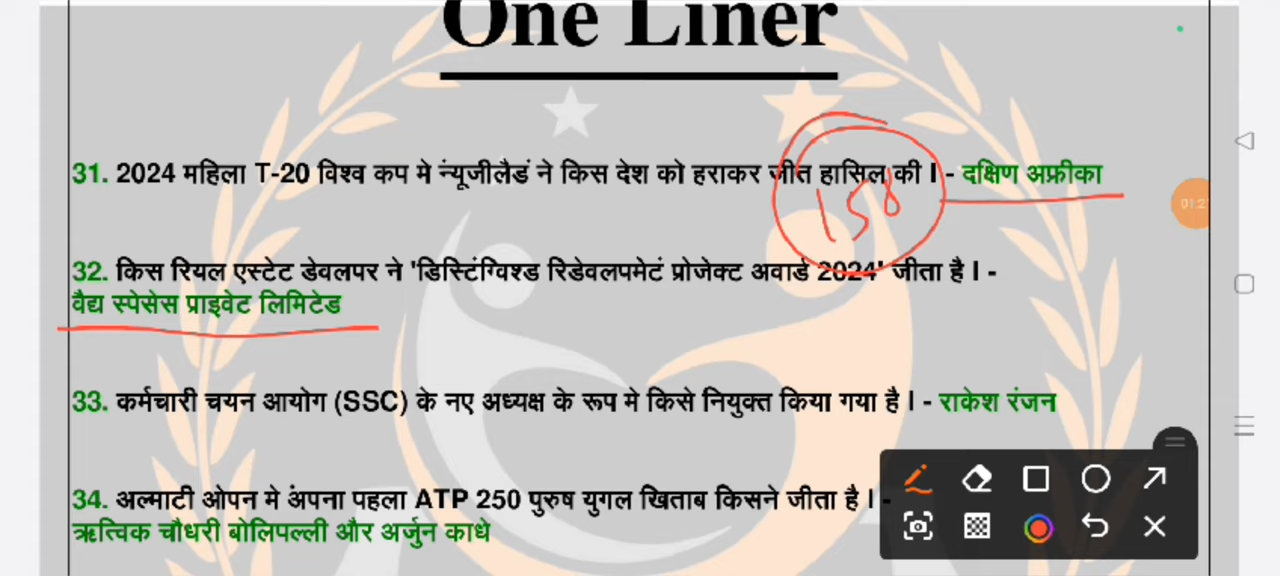 One Liner
31. 2024 महिला T-20 विश्व कप मे न्यूजीलैडं ने किस देश को हराकर जीत हासिल की I - दक्षिण अफ्रीका
158
32. किस रियल एस्टेट डेवलपर ने 'डिस्टिंग्विश्ड रिडेवलपमेटं प्रोजेक्ट अवार्ड 2024' जीता है I -
वैद्य स्पेसेस प्राइवेट लिमिटेड
33. कर्मचारी चयन आयोग (SSC) के नए अध्यक्ष के रूप मे किसे नियुक्त किया गया है I - राकेश रंजन
34. अल्माटी ओपन मे अंपना पहला ATP 250 पुरुष युगल खिताब किसने जीता है I -
ऋत्विक चौधरी बोलिपल्ली और अर्जुन काधे